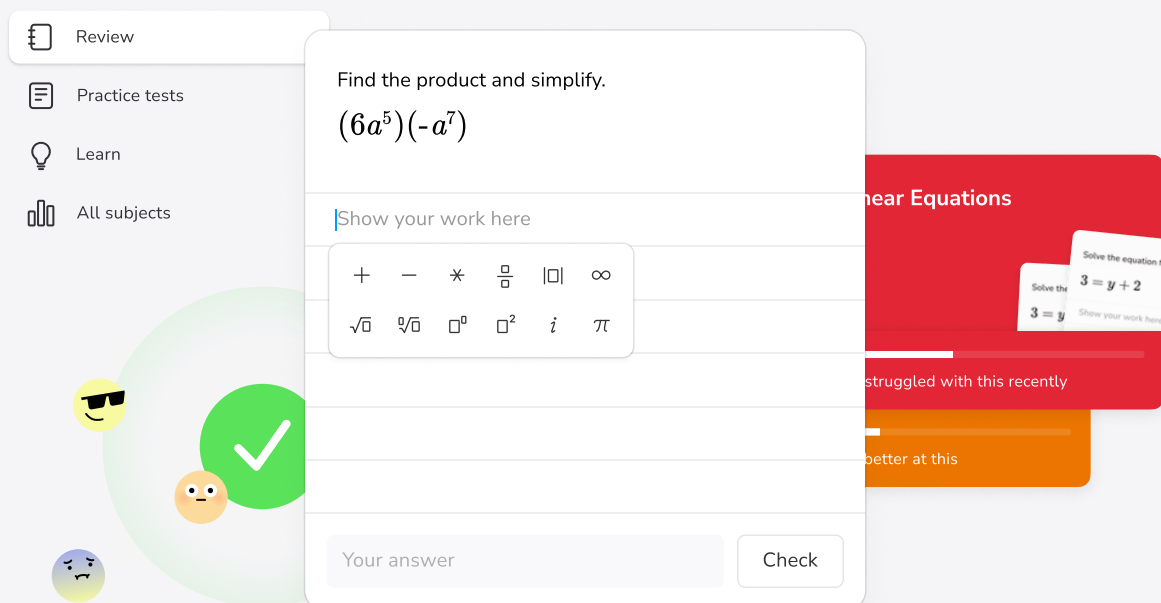 Review
Practice tests
Learn
All subjects
Find the product and simplify.
(6a⁵)(-a⁷)
Show your work here
+ − * □/□ |□| ∞
√□ □√□ □□ □² i π
Your answer
Check
near Equations
Solve the
3 = y
Solve the equation
3 = y + 2
Show your work here
struggled with this recently
better at this